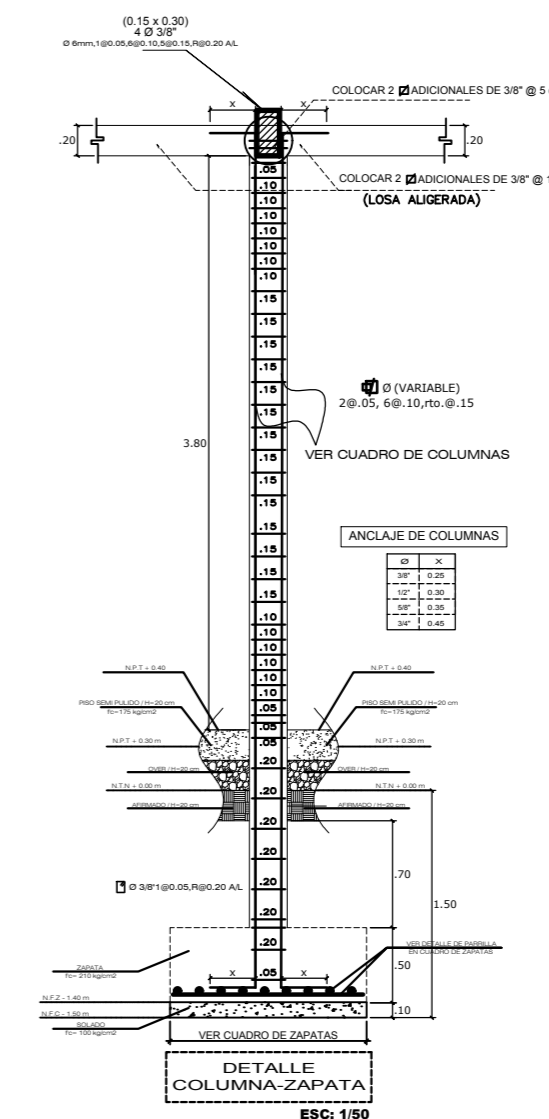 (0.15 x 0.30)
4 Ø 3/8"
Ø 6mm,1@0.05,6@0.10,5@0.15,R@0.20 A/L
X X
COLOCAR 2 ADICIONALES DE 3/8" @ 5
.20 .20
COLOCAR 2 ADICIONALES DE 3/8" @ 1
(LOSA ALIGERADA)
.05
.10
.10
.10
.10
.10
.10
.15
.15
.15
.15
.15
.15
.15
.15
.15
.15
.15
.15
.15
.10
.10
.10
.10
.10
.10
.05
.05
.05
.20
.20
.20
.20
.20
.20
.20
.20
.05
3.80
Ø (VARIABLE)
2@.05, 6@.10,rto.@.15
VER CUADRO DE COLUMNAS
ANCLAJE DE COLUMNAS
Ø X
3/8" 0.25
1/2" 0.30
5/8" 0.35
3/4" 0.45
N.P.T + 0.40 N.P.T + 0.40
PISO SEMI PULIDO / H=20 cm PISO SEMI PULIDO / H=20 cm
f'c=175 kg/cm2 f'c=175 kg/cm2
N.P.T + 0.30 m N.P.T + 0.30 m
OVER / H=20 cm OVER / H=20 cm
N.T.N + 0.00 m N.T.N + 0.00 m
AFIRMADO / H=20 cm AFIRMADO / H=20 cm
.70
Ø 3/8"1@0.05,R@0.20 A/L
1.50
VER DETALLE DE PARRILLA
EN CUADRO DE ZAPATAS
ZAPATA
f'c= 210 kg/cm2
X X
.50
N.F.Z - 1.40 m
.10
N.F.C - 1.50 m
SOLADO
f'c= 100 kg/cm2
VER CUADRO DE ZAPATAS
DETALLE
COLUMNA-ZAPATA
ESC: 1/50